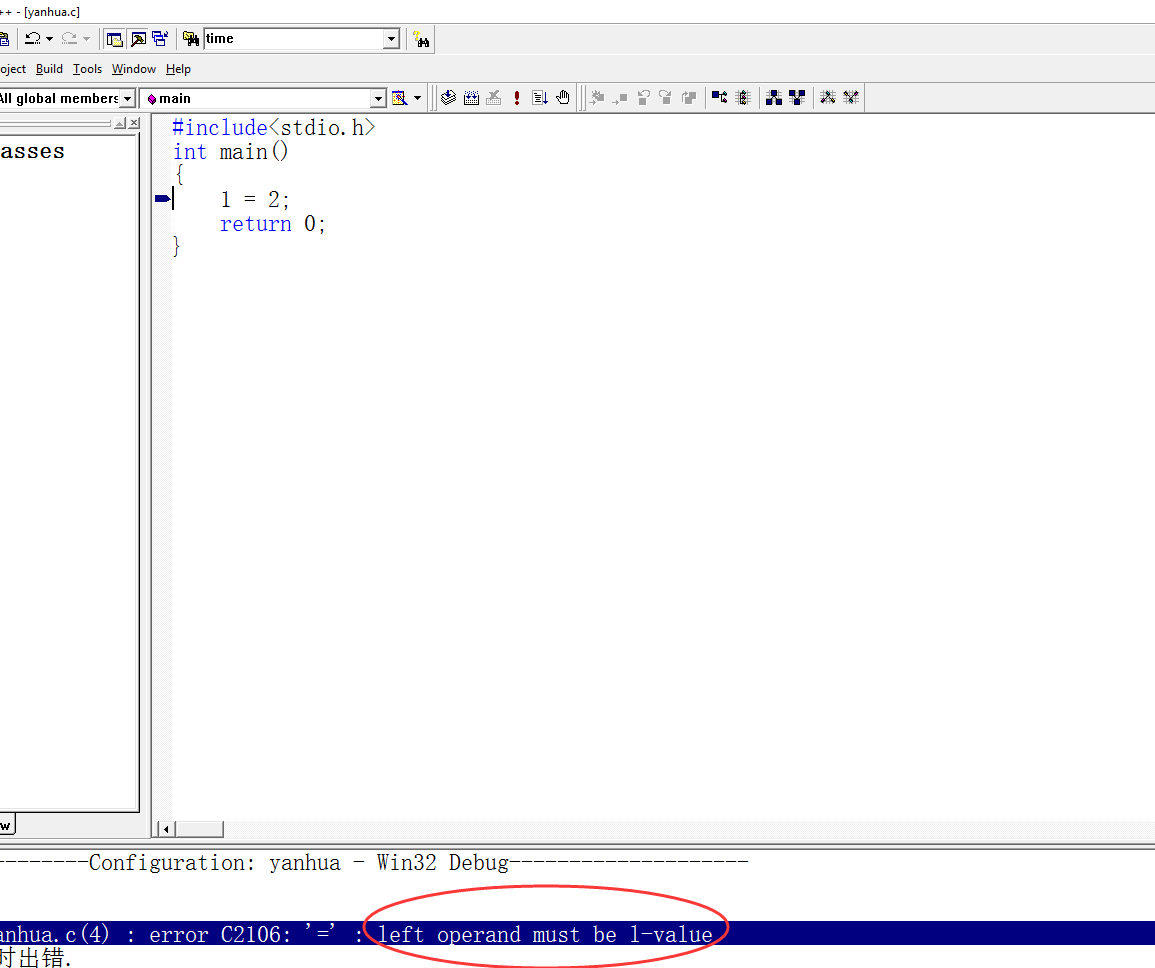 ++ - [yanhua.c]
time
oject Build Tools Window Help
All global members
main
asses
#include<stdio.h>
int main()
{
1 = 2;
return 0;
}
w
--------Configuration: yanhua - Win32 Debug--------------------
anhua.c(4) : error C2106: '=' : left operand must be l-value
时出错.